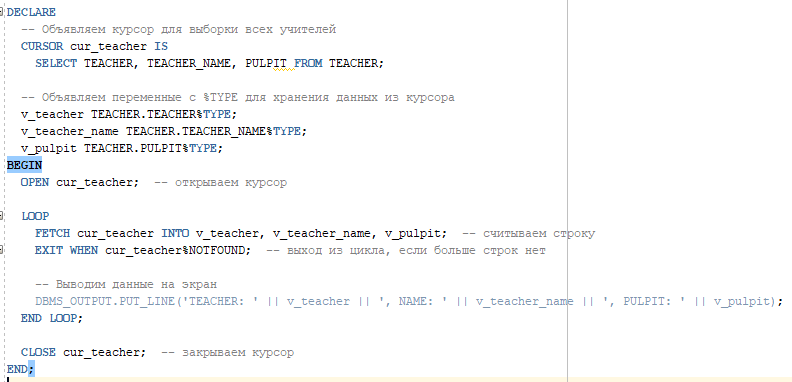 DECLARE
-- Объявляем курсор для выборки всех учителей
CURSOR cur_teacher IS
SELECT TEACHER, TEACHER_NAME, PULPIT FROM TEACHER;
-- Объявляем переменные с %TYPE для хранения данных из курсора
v_teacher TEACHER.TEACHER%TYPE;
v_teacher_name TEACHER.TEACHER_NAME%TYPE;
v_pulpit TEACHER.PULPIT%TYPE;
BEGIN
OPEN cur_teacher;  -- открываем курсор
LOOP
FETCH cur_teacher INTO v_teacher, v_teacher_name, v_pulpit;  -- считываем строку
EXIT WHEN cur_teacher%NOTFOUND;  -- выход из цикла, если больше строк нет
-- Выводим данные на экран
DBMS_OUTPUT.PUT_LINE('TEACHER: ' || v_teacher || ', NAME: ' || v_teacher_name || ', PULPIT: ' || v_pulpit);
END LOOP;
CLOSE cur_teacher;  -- закрываем курсор
END;